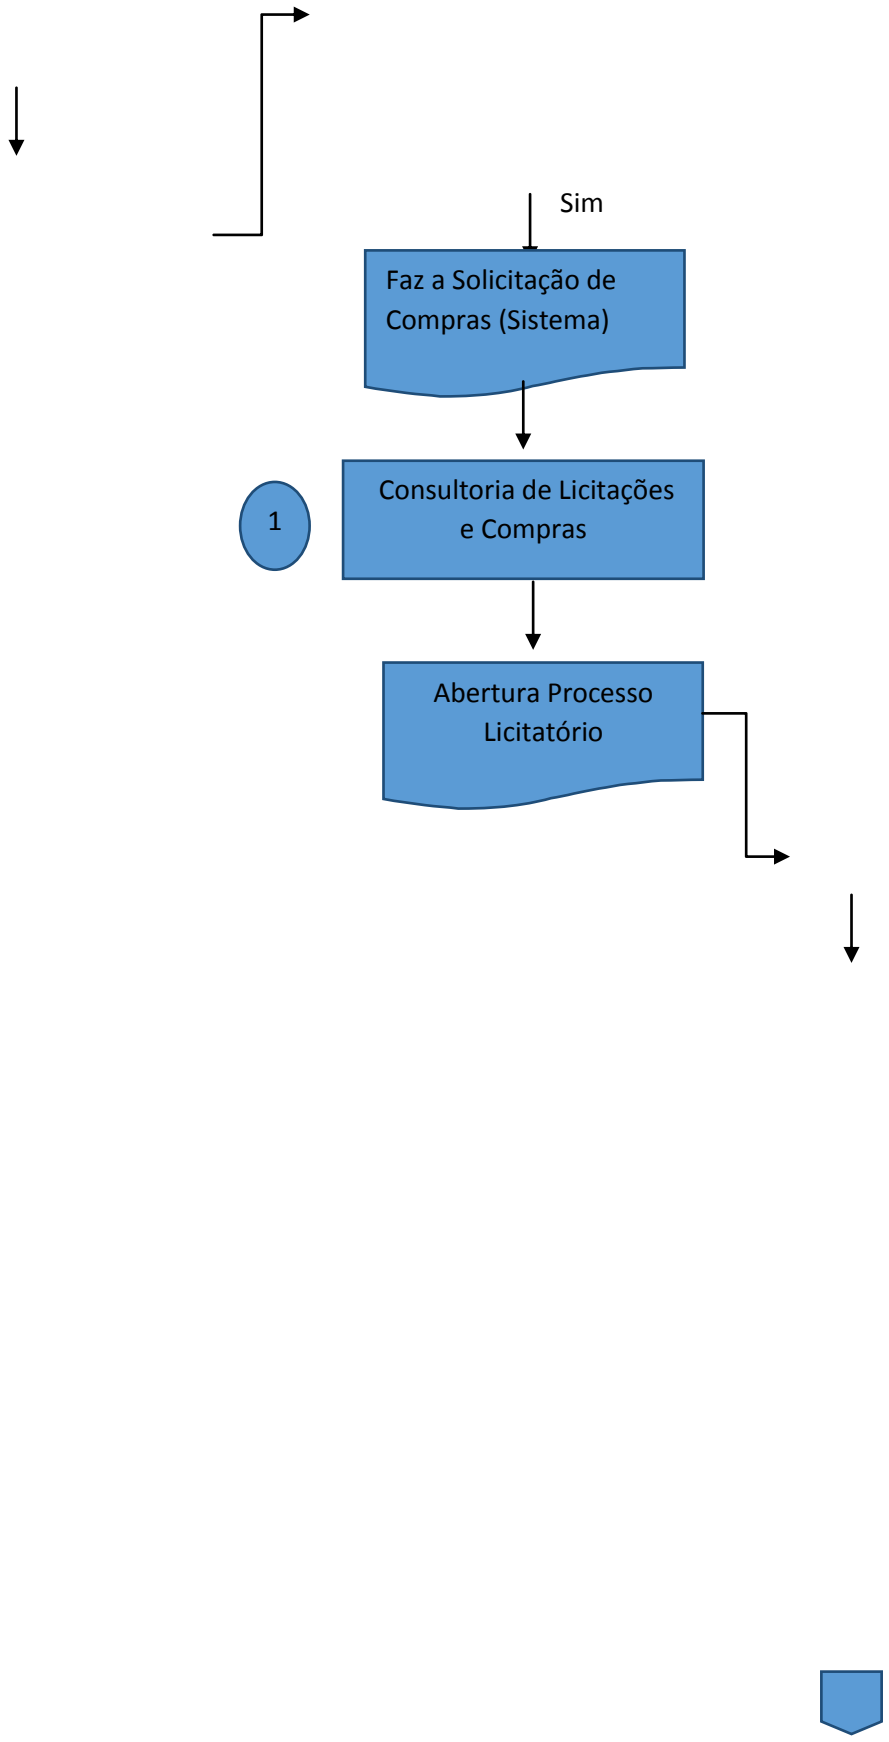 Sim
Faz a Solicitação de
Compras (Sistema)
1
Consultoria de Licitações
e Compras
Abertura Processo
Licitatório